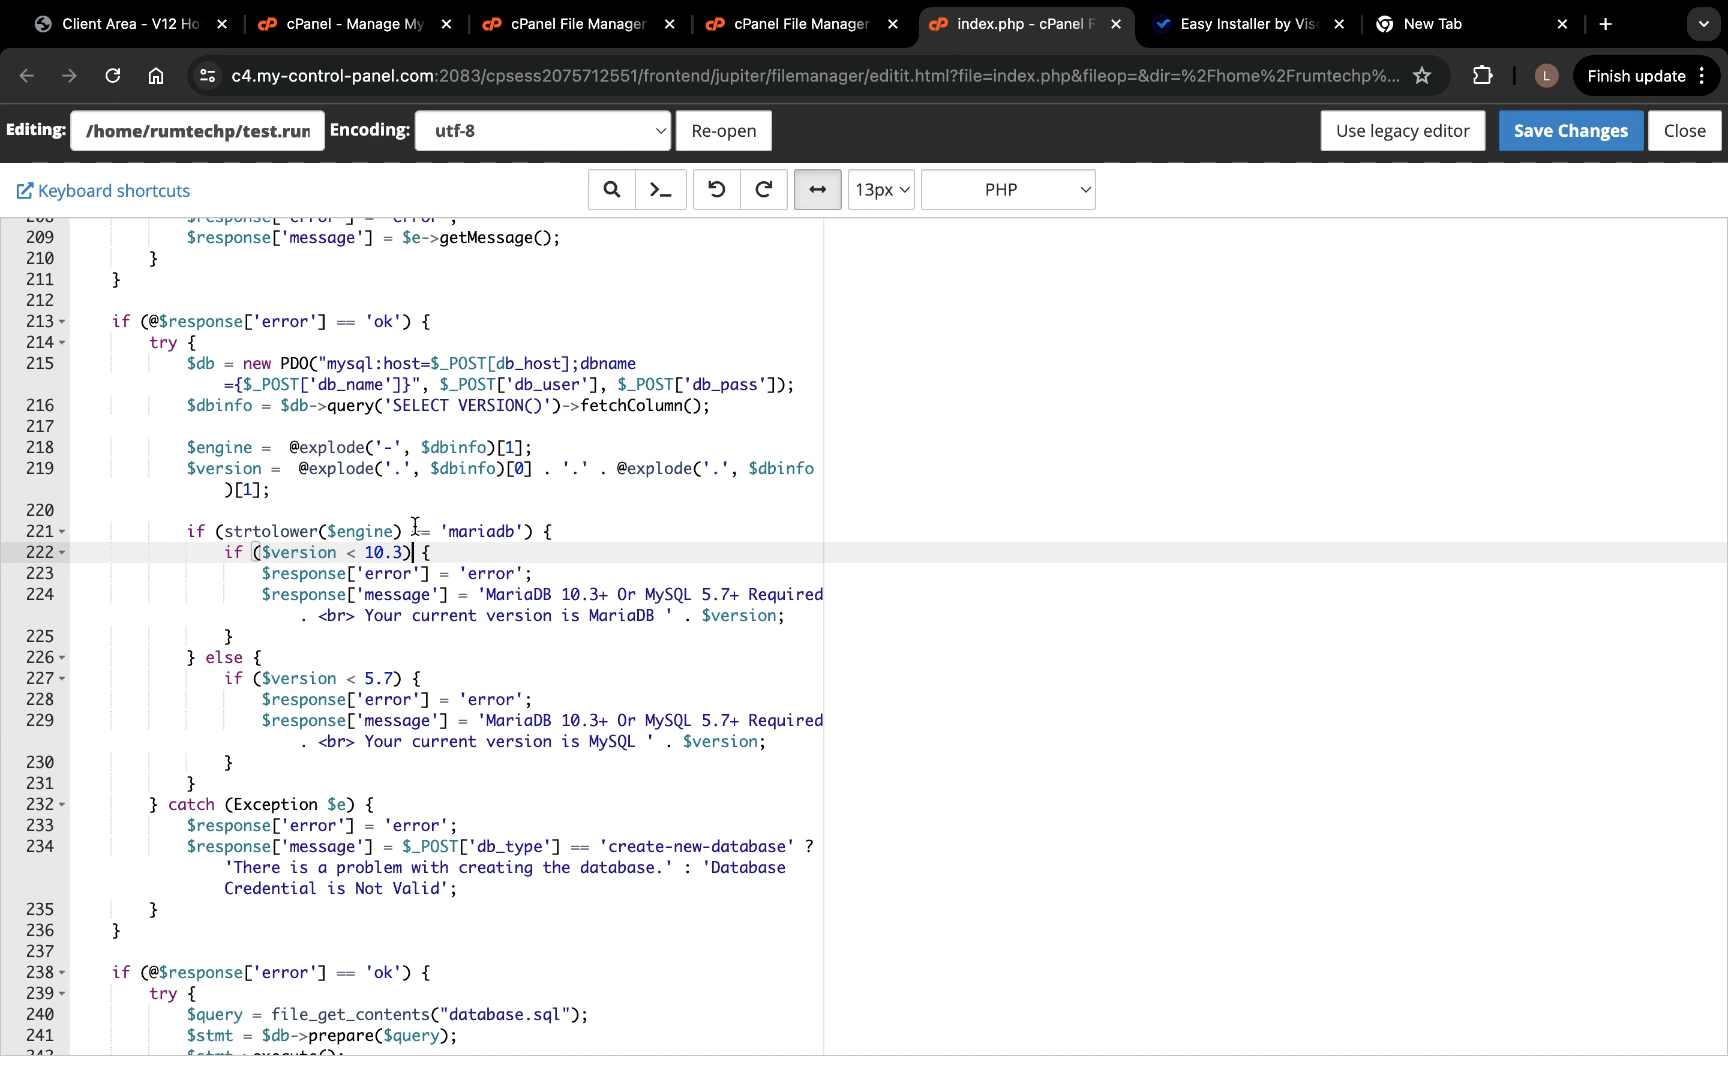 Client Area - V12 Ho
cPanel - Manage My
cPanel File Manager
cPanel File Manager
index.php - cPanel F
Easy Installer by Vis
New Tab
c4.my-control-panel.com:2083/cpsess2075712551/frontend/jupiter/filemanager/editit.html?file=index.php&fileop=&dir=%2Fhome%2Frumtechp%...
L
Finish update
Editing: /home/rumtechp/test.run Encoding: utf-8 Re-open Use legacy editor Save Changes Close
Keyboard shortcuts 13px PHP
208 $response['error'] = 'error';
209 $response['message'] = $e->getMessage();
210 }
211 }
212
213 if (@$response['error'] == 'ok') {
214 try {
215 $db = new PDO("mysql:host=$_POST[db_host];dbname
={$_POST['db_name']}", $_POST['db_user'], $_POST['db_pass']);
216 $dbinfo = $db->query('SELECT VERSION()')->fetchColumn();
217
218 $engine = @explode('-', $dbinfo)[1];
219 $version = @explode('.', $dbinfo)[0] . '.' . @explode('.', $dbinfo
)[1];
220
221 if (strtolower($engine) == 'mariadb') {
222 if ($version < 10.3) {
223 $response['error'] = 'error';
224 $response['message'] = 'MariaDB 10.3+ Or MySQL 5.7+ Required
. <br> Your current version is MariaDB ' . $version;
225 }
226 } else {
227 if ($version < 5.7) {
228 $response['error'] = 'error';
229 $response['message'] = 'MariaDB 10.3+ Or MySQL 5.7+ Required
. <br> Your current version is MySQL ' . $version;
230 }
231 }
232 } catch (Exception $e) {
233 $response['error'] = 'error';
234 $response['message'] = $_POST['db_type'] == 'create-new-database' ?
'There is a problem with creating the database.' : 'Database
Credential is Not Valid';
235 }
236 }
237
238 if (@$response['error'] == 'ok') {
239 try {
240 $query = file_get_contents("database.sql");
241 $stmt = $db->prepare($query);
242 $stmt->execute();